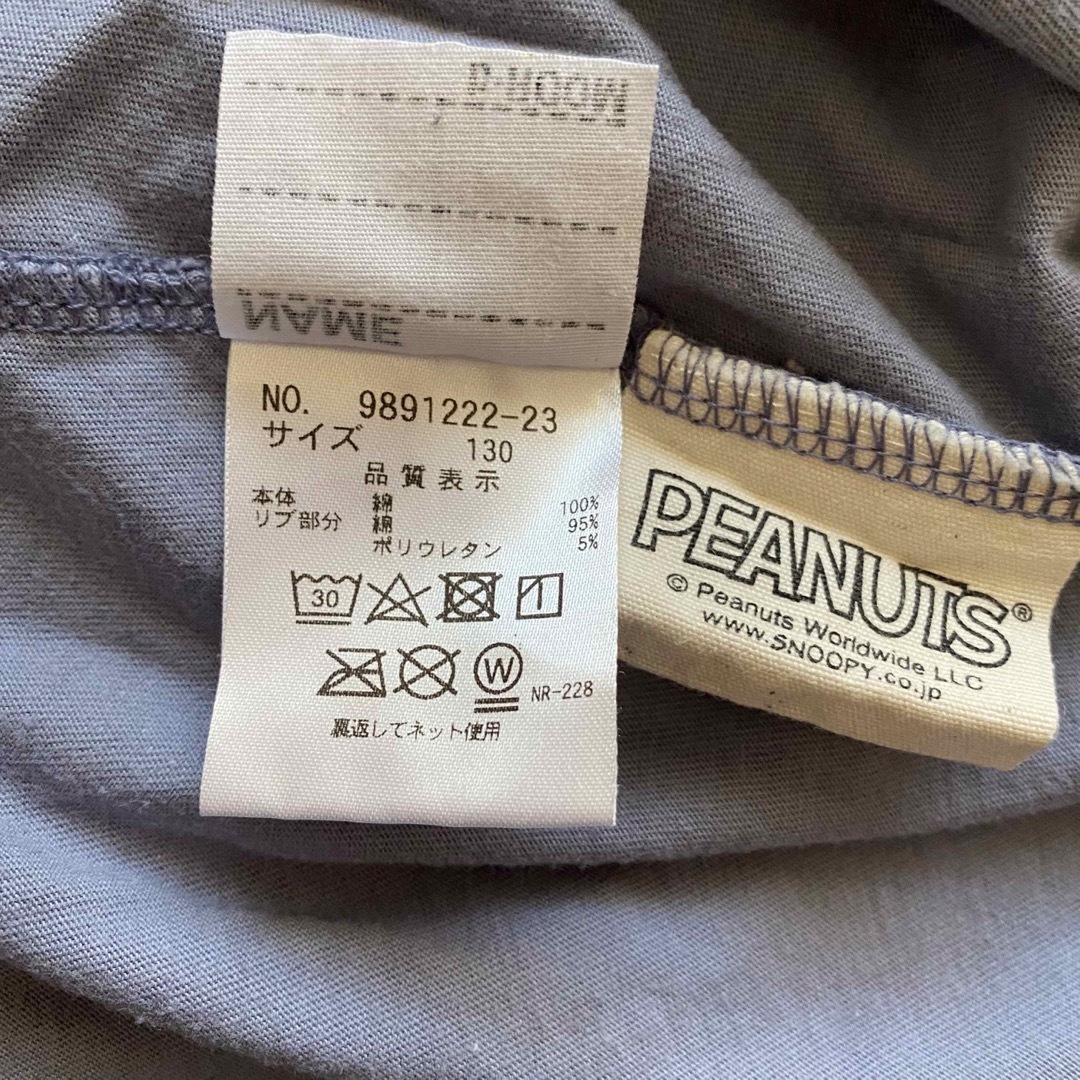 NAME
NO. 9891222-23
サイズ 130
品質表示
本体 綿 100%
リブ部分 綿 95%
ポリウレタン 5%
30
W
NR-228
裏返してネット使用
PEANUTS®
© Peanuts Worldwide LLC
www.SNOOPY.co.jp